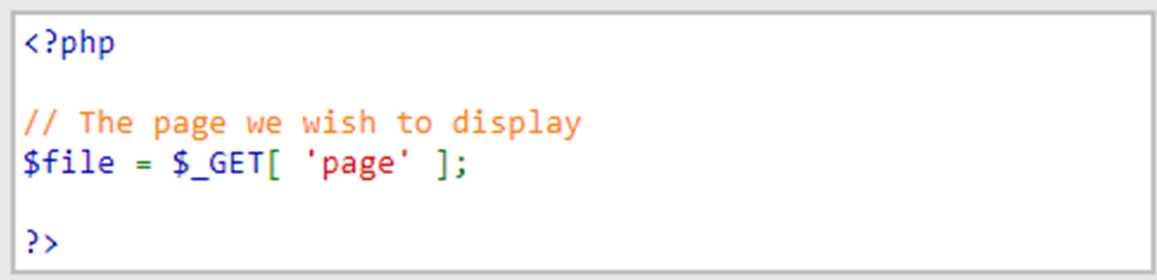 <?php
// The page we wish to display
$file = $_GET[ 'page' ];
?>